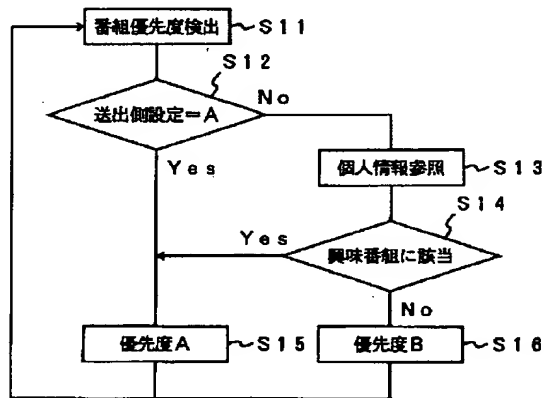 番組優先度検出 S11
S12
送出側設定=A
No
Yes
個人情報参照 S13
S14
Yes
興味番組に該当
No
優先度A S15
優先度B S16